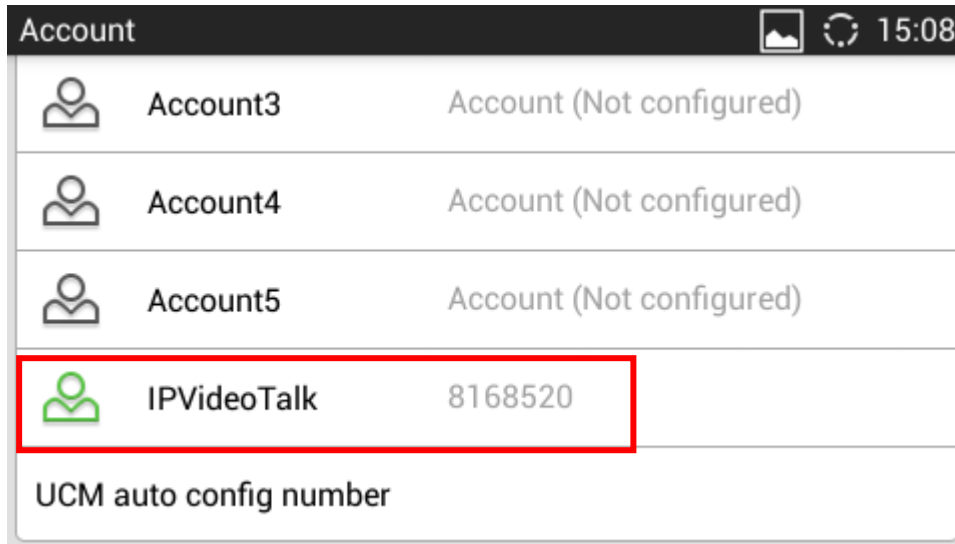 Account 15:08
Account3 Account (Not configured)
Account4 Account (Not configured)
Account5 Account (Not configured)
IPVideoTalk 8168520
UCM auto config number